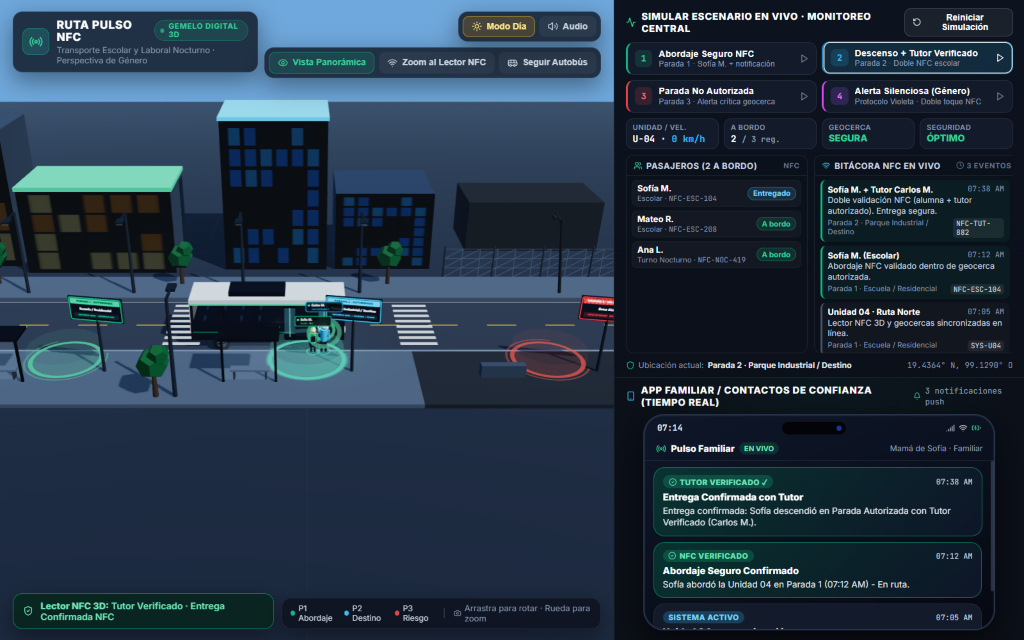 RUTA PULSO
NFC
GEMELO DIGITAL
3D
Transporte Escolar y Laboral Nocturno ·
Perspectiva de Género
Modo Día
Audio
Vista Panorámica
Zoom al Lector NFC
Seguir Autobús
Lector NFC 3D: Tutor Verificado · Entrega
Confirmada NFC
P1
Abordaje
P2
Destino
P3
Riesgo
Arrastra para rotar · Rueda para
zoom
SIMULAR ESCENARIO EN VIVO · MONITOREO
CENTRAL
Reiniciar
Simulación
1
Abordaje Seguro NFC
Parada 1 · Sofía M. + notificación
2
Descenso + Tutor Verificado
Parada 2 · Doble NFC escolar
3
Parada No Autorizada
Parada 3 · Alerta crítica geocerca
4
Alerta Silenciosa (Género)
Protocolo Violeta · Doble toque NFC
UNIDAD / VEL.
U-04 · 0 km/h
A BORDO
2 / 3 reg.
GEOCERCA
SEGURA
SEGURIDAD
ÓPTIMO
PASAJEROS (2 A BORDO)
NFC
Sofía M.
Escolar · NFC-ESC-104
Entregado
Mateo R.
Escolar · NFC-ESC-208
A bordo
Ana L.
Turno Nocturno · NFC-NOC-419
A bordo
BITÁCORA NFC EN VIVO
3 EVENTOS
Sofía M. + Tutor Carlos M.
07:38 AM
Doble validación NFC (alumna + tutor
autorizado). Entrega segura.
Parada 2 · Parque Industrial /
Destino
NFC-TUT-
882
Sofía M. (Escolar)
07:12 AM
Abordaje NFC validado dentro de geocerca
autorizada.
Parada 1 · Escuela / Residencial
NFC-ESC-104
Unidad 04 · Ruta Norte
07:05 AM
Lector NFC 3D y geocercas sincronizadas en
línea.
Parada 1 · Escuela / Residencial
SYS-U04
Ubicación actual: Parada 2 · Parque Industrial / Destino
19.4364° N, 99.1290° O
APP FAMILIAR / CONTACTOS DE CONFIANZA
(TIEMPO REAL)
3 notificaciones
push
07:14
Pulso Familiar
EN VIVO
Mamá de Sofía · Familiar
TUTOR VERIFICADO ✓
07:38 AM
Entrega Confirmada con Tutor
Entrega confirmada: Sofía descendió en Parada Autorizada con Tutor
Verificado (Carlos M.).
NFC VERIFICADO
07:12 AM
Abordaje Seguro Confirmado
Sofía abordó la Unidad 04 en Parada 1 (07:12 AM) - En ruta.
SISTEMA ACTIVO
07:05 AM